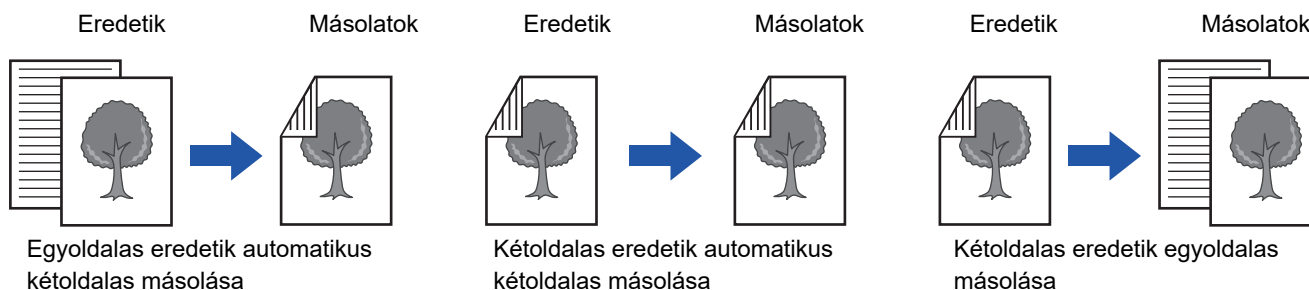 Eredetik Másolatok Eredetik Másolatok Eredetik Másolatok
Egyoldalas eredetik automatikus
kétoldalas másolása
Kétoldalas eredetik automatikus
kétoldalas másolása
Kétoldalas eredetik egyoldalas
másolása